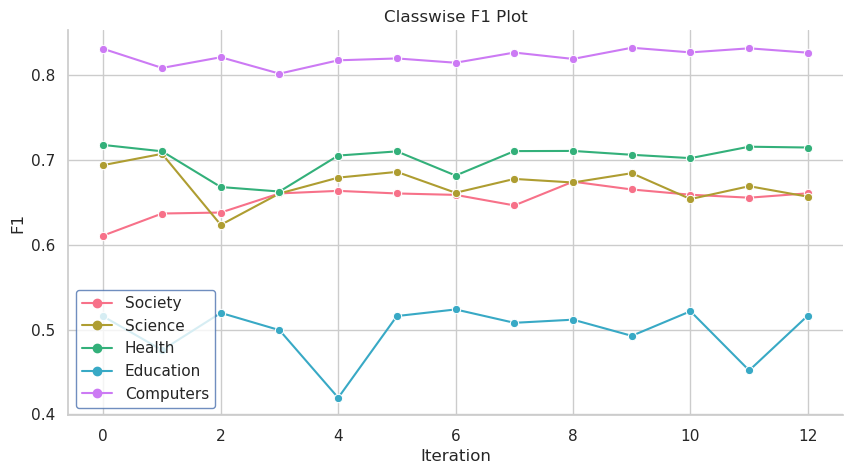 Classwise F1 Plot
F1
0.8
0.7
0.6
0.5
0.4
Society
Science
Health
Education
Computers
0 2 4 6 8 10 12
Iteration